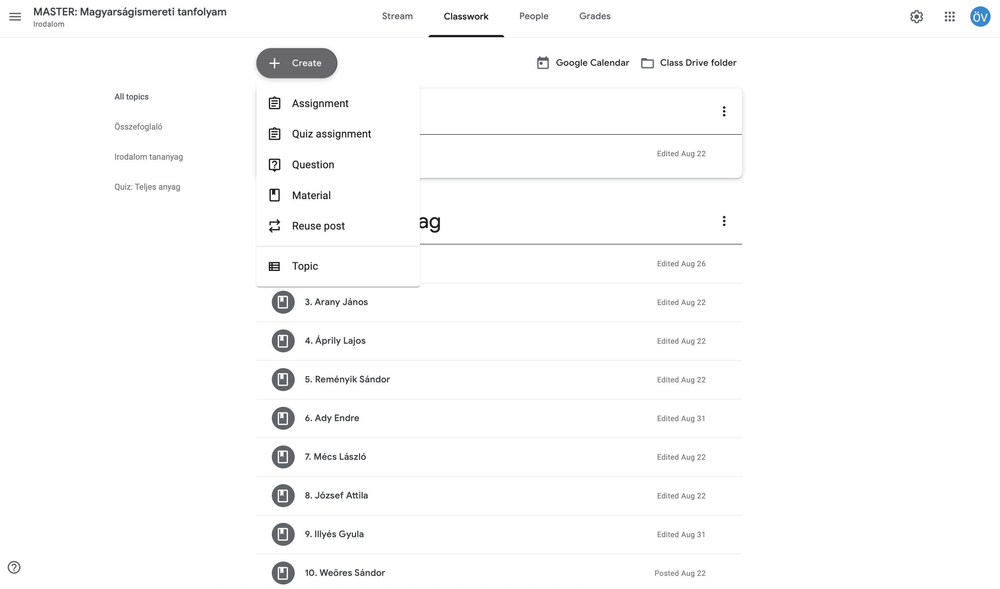 MASTER: Magyarságismereti tanfolyam
Irodalom
Stream
Classwork
People
Grades
ÖV
Create
Google Calendar
Class Drive folder
All topics
Összefoglaló
Irodalom tananyag
Quiz: Teljes anyag
Assignment
Quiz assignment
Question
Material
Reuse post
Topic
Edited Aug 22
ag
Edited Aug 26
3. Arany János
Edited Aug 22
4. Áprily Lajos
Edited Aug 22
5. Reményik Sándor
Edited Aug 22
6. Ady Endre
Edited Aug 31
7. Mécs László
Edited Aug 22
8. József Attila
Edited Aug 22
9. Illyés Gyula
Edited Aug 31
10. Weöres Sándor
Posted Aug 22